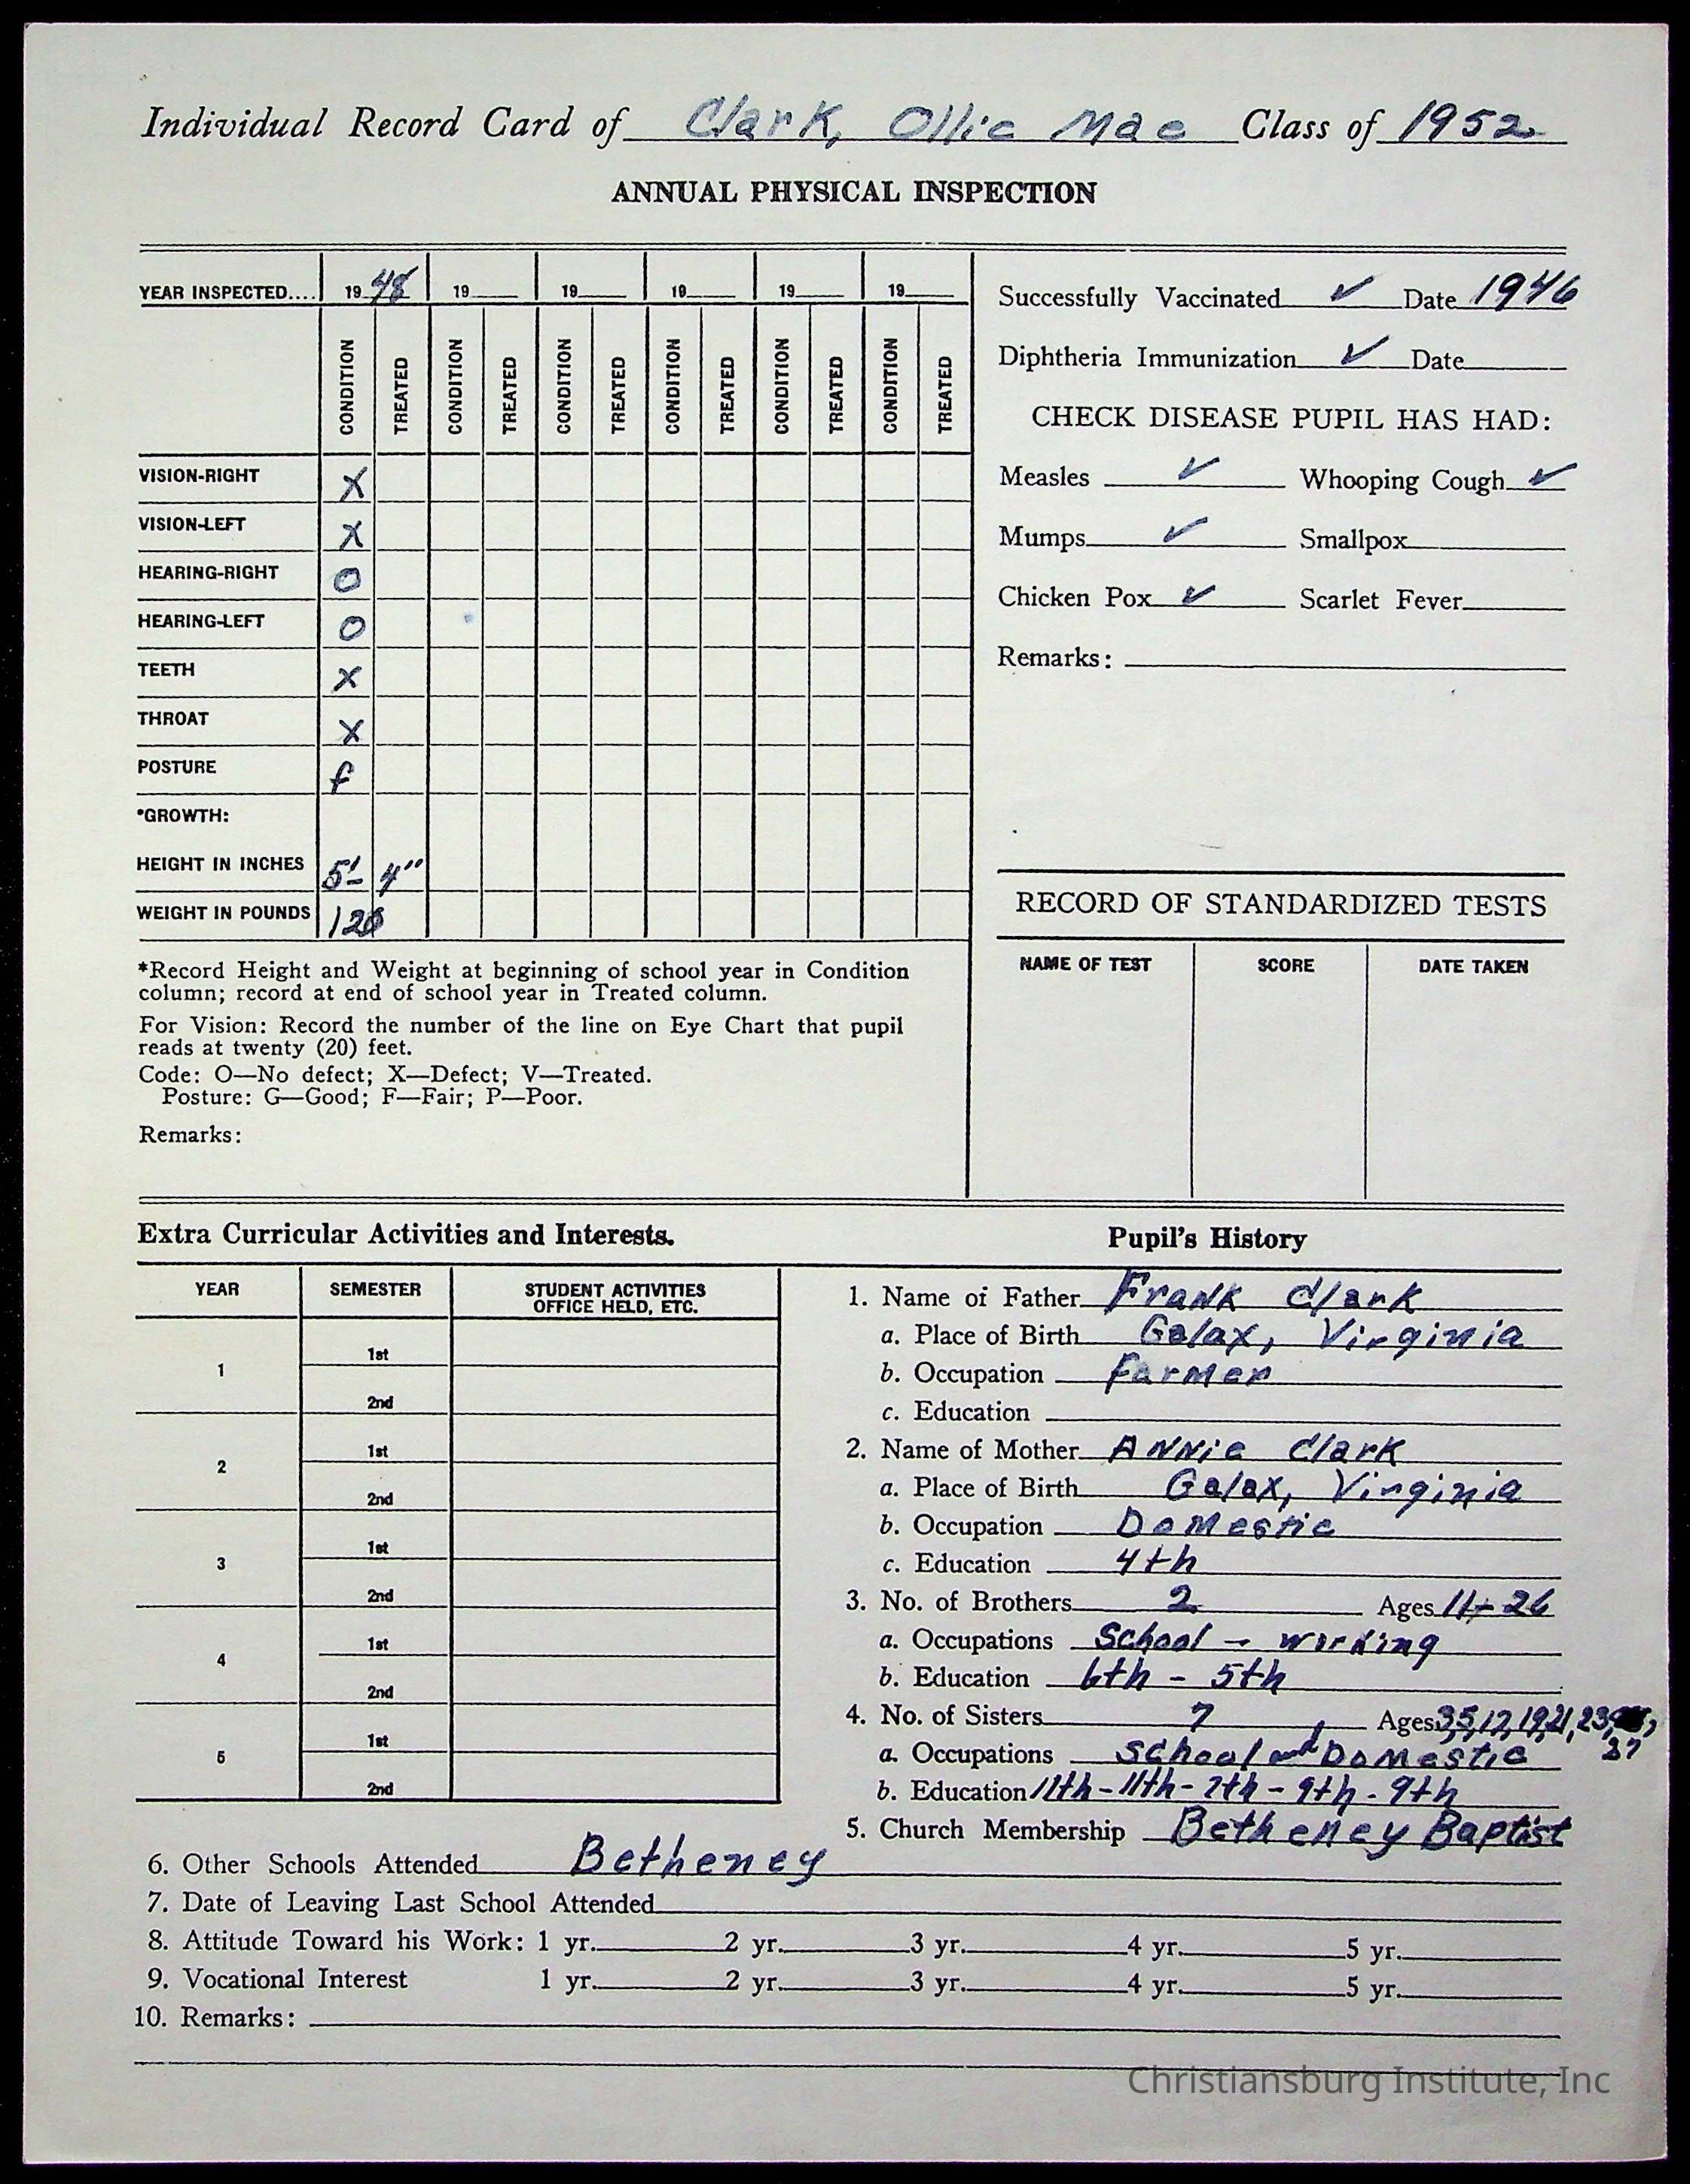 Individual Record Card of Clark, Ollie Mae Class of 1952
ANNUAL PHYSICAL INSPECTION
YEAR INSPECTED.... 19 48 19 19 19 19 19
CONDITION TREATED CONDITION TREATED CONDITION TREATED CONDITION TREATED CONDITION TREATED CONDITION TREATED
VISION-RIGHT X
VISION-LEFT X
HEARING-RIGHT O
HEARING-LEFT O
TEETH X
THROAT X
POSTURE f
*GROWTH:
HEIGHT IN INCHES 5'- 4"
WEIGHT IN POUNDS
*Record Height and Weight at beginning of school year in Condition
column; record at end of school year in Treated column.
For Vision: Record the number of the line on Eye Chart that pupil
reads at twenty (20) feet.
Code: O—No defect; X—Defect; V—Treated.
Posture: G—Good; F—Fair; P—Poor.
Remarks:
Successfully Vaccinated ✓ Date 1946
Diphtheria Immunization ✓ Date
CHECK DISEASE PUPIL HAS HAD:
Measles ✓ Whooping Cough ✓
Mumps ✓ Smallpox
Chicken Pox ✓ Scarlet Fever
Remarks:
RECORD OF STANDARDIZED TESTS
NAME OF TEST SCORE DATE TAKEN
Extra Curricular Activities and Interests.
YEAR SEMESTER STUDENT ACTIVITIES
OFFICE HELD, ETC.
1 1st
2nd
2 1st
2nd
3 1st
2nd
4 1st
2nd
5 1st
2nd
Pupil's History
1. Name of Father Frank Clark
a. Place of Birth Galax, Virginia
b. Occupation farmer
c. Education
2. Name of Mother Annie Clark
a. Place of Birth Galax, Virginia
b. Occupation Domestic
c. Education 4th
3. No. of Brothers 2 Ages 11- 26
a. Occupations School - working
b. Education 6th - 5th
4. No. of Sisters 7 Ages 35, 17, 19, 21, 23,
37
a. Occupations School and Domestic
b. Education 11th - 11th - 7th - 9th - 9th
5. Church Membership Betheney Baptist
6. Other Schools Attended Betheney
7. Date of Leaving Last School Attended
8. Attitude Toward his Work: 1 yr. 2 yr. 3 yr. 4 yr. 5 yr.
9. Vocational Interest 1 yr. 2 yr. 3 yr. 4 yr. 5 yr.
10. Remarks:
Christiansburg Institute, Inc